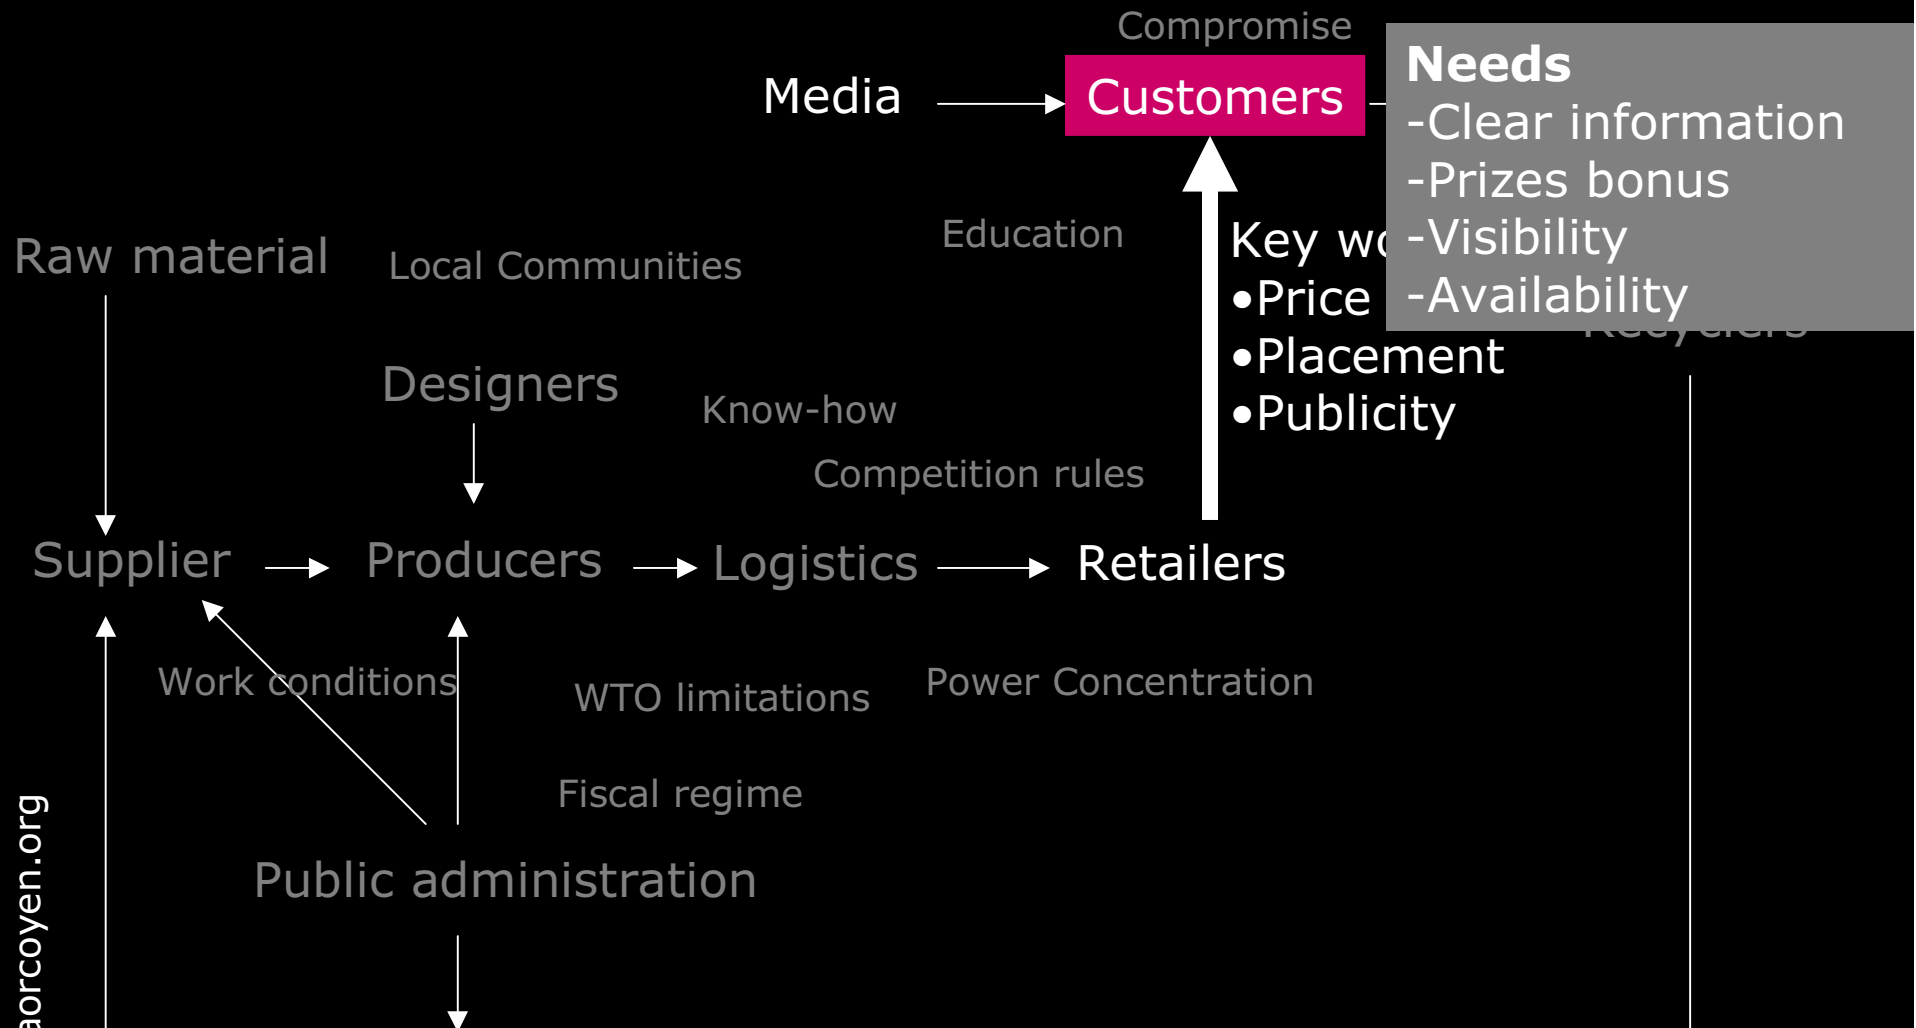 Compromise
Media
Customers
Needs
-Clear information
-Prizes bonus
-Visibility
-Availability
Education
Key
•Price
•Placement
•Publicity
Raw material
Local Communities
Recyclers
Designers
Know-how
Competition rules
Supplier
Producers
Logistics
Retailers
Work conditions
WTO limitations
Power Concentration
Fiscal regime
Public administration
aorcoyen.org